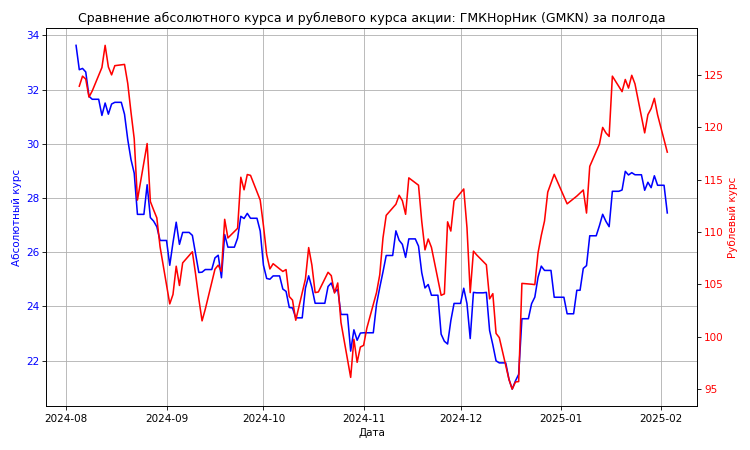 Сравнение абсолютного курса и рублевого курса акции: ГМКНорНик (GMKN) за полгода
34
32
30
28
26
24
22
Абсолютный курс
125
120
115
110
105
100
95
Рублевый курс
2024-08 2024-09 2024-10 2024-11 2024-12 2025-01 2025-02
Дата